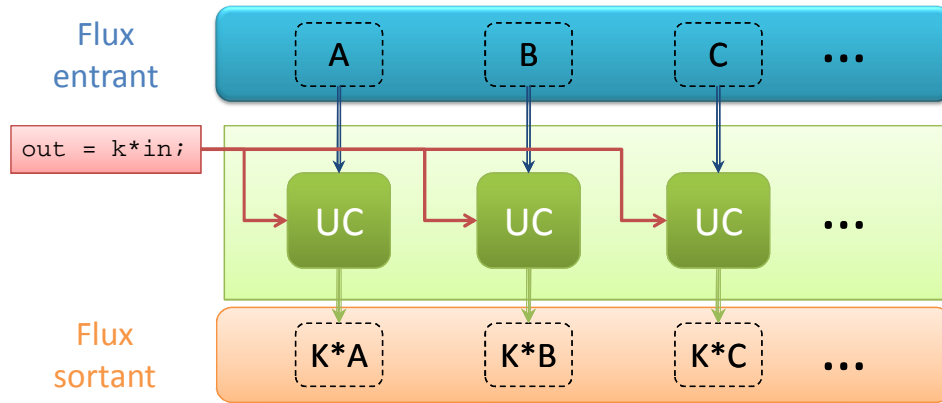 Flux
entrant
A B C ...
out = k*in;
UC UC UC ...
Flux
sortant
K*A K*B K*C ...